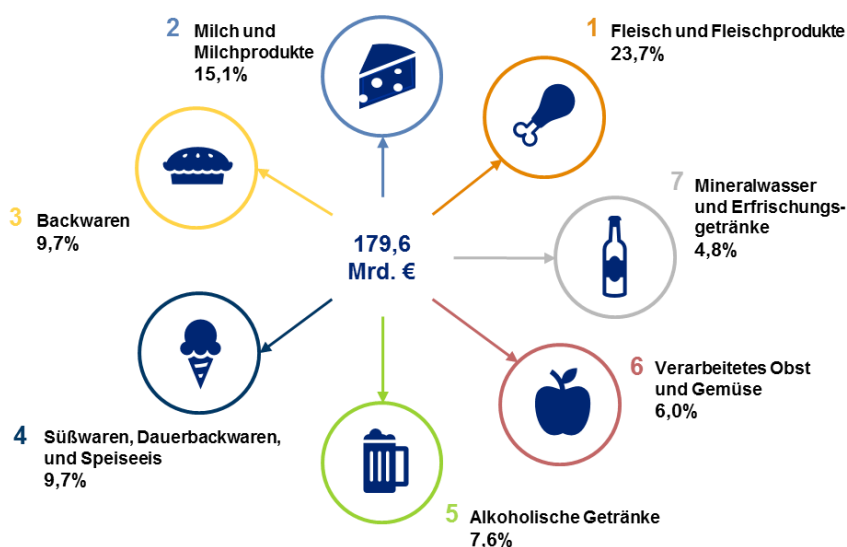 1 Fleisch und Fleischprodukte
23,7%
2 Milch und
Milchprodukte
15,1%
3 Backwaren
9,7%
4 Süßwaren, Dauerbackwaren,
und Speiseeis
9,7%
5 Alkoholische Getränke
7,6%
6 Verarbeitetes Obst
und Gemüse
6,0%
7 Mineralwasser
und Erfrischungs-
getränke
4,8%
179,6
Mrd. €